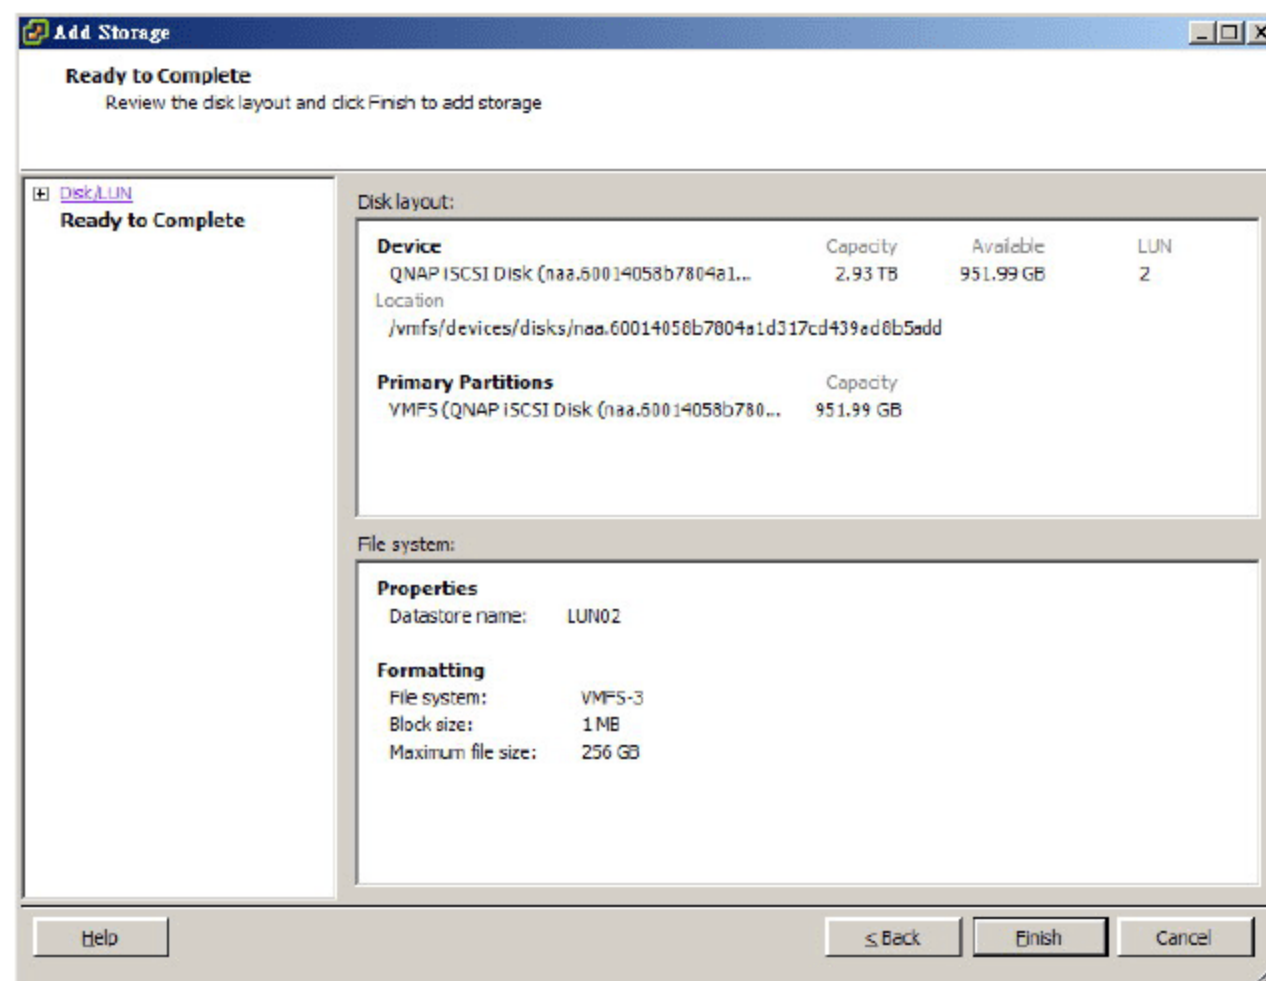 Add Storage
Ready to Complete
Review the disk layout and click Finish to add storage
Disk/LUN
Ready to Complete
Disk layout:
Device Capacity Available LUN
QNAP iSCSI Disk (naa.60014058b7804a1... 2.93 TB 951.99 GB 2
Location
/vmfs/devices/disks/naa.60014058b7804a1d317cd439ad8b5add
Primary Partitions Capacity
VMFS (QNAP iSCSI Disk (naa.60014058b780... 951.99 GB
File system:
Properties
Datastore name: LUN02
Formatting
File system: VMFS-3
Block size: 1 MB
Maximum file size: 256 GB
Help
≤ Back
Finish
Cancel